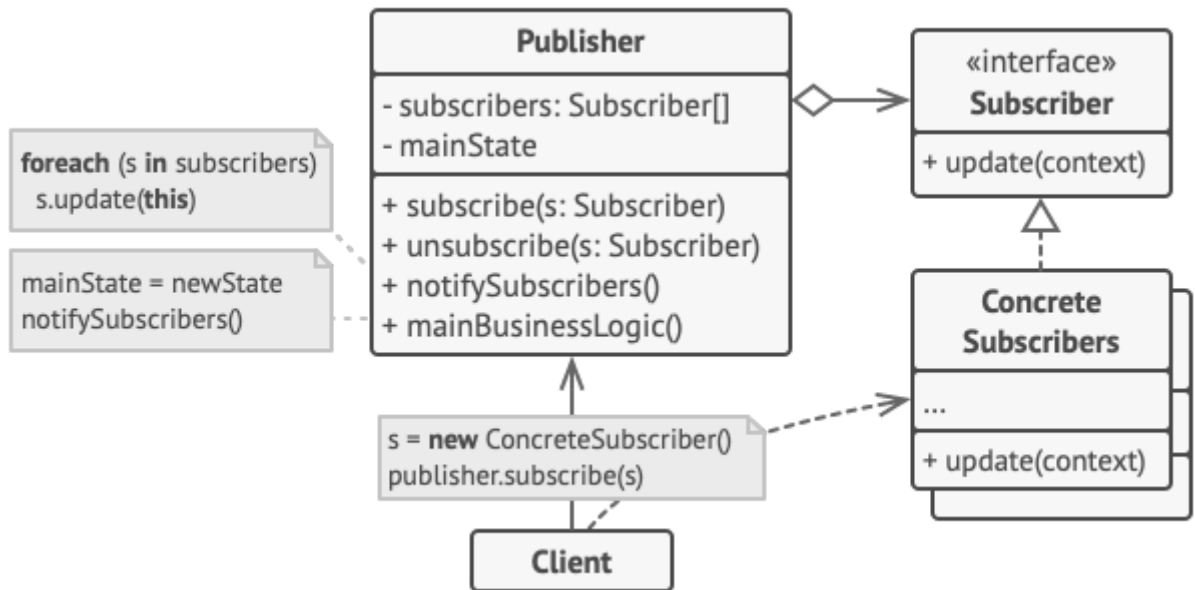 Publisher
- subscribers: Subscriber[]
- mainState
+ subscribe(s: Subscriber)
+ unsubscribe(s: Subscriber)
+ notifySubscribers()
+ mainBusinessLogic()
foreach (s in subscribers)
s.update(this)
mainState = newState
notifySubscribers()
«interface»
Subscriber
+ update(context)
Concrete
Subscribers
...
+ update(context)
s = new ConcreteSubscriber()
publisher.subscribe(s)
Client